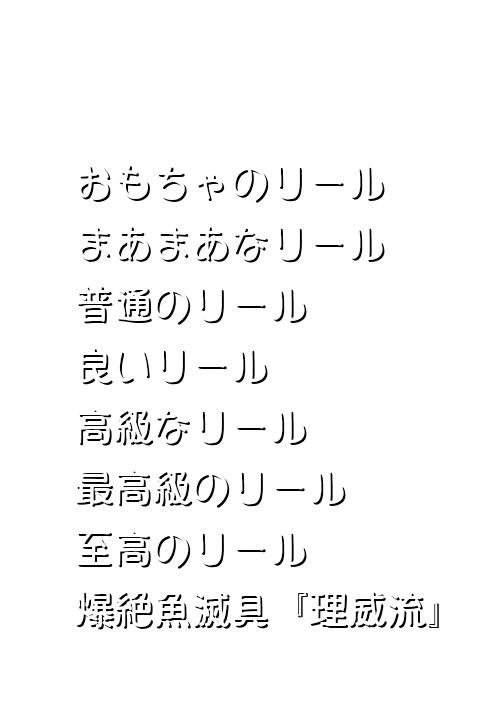 おもちゃのリール
まあまあなリール
普通のリール
良いリール
高級なリール
最高級のリール
至高のリール
爆絶魚滅具『理威流』